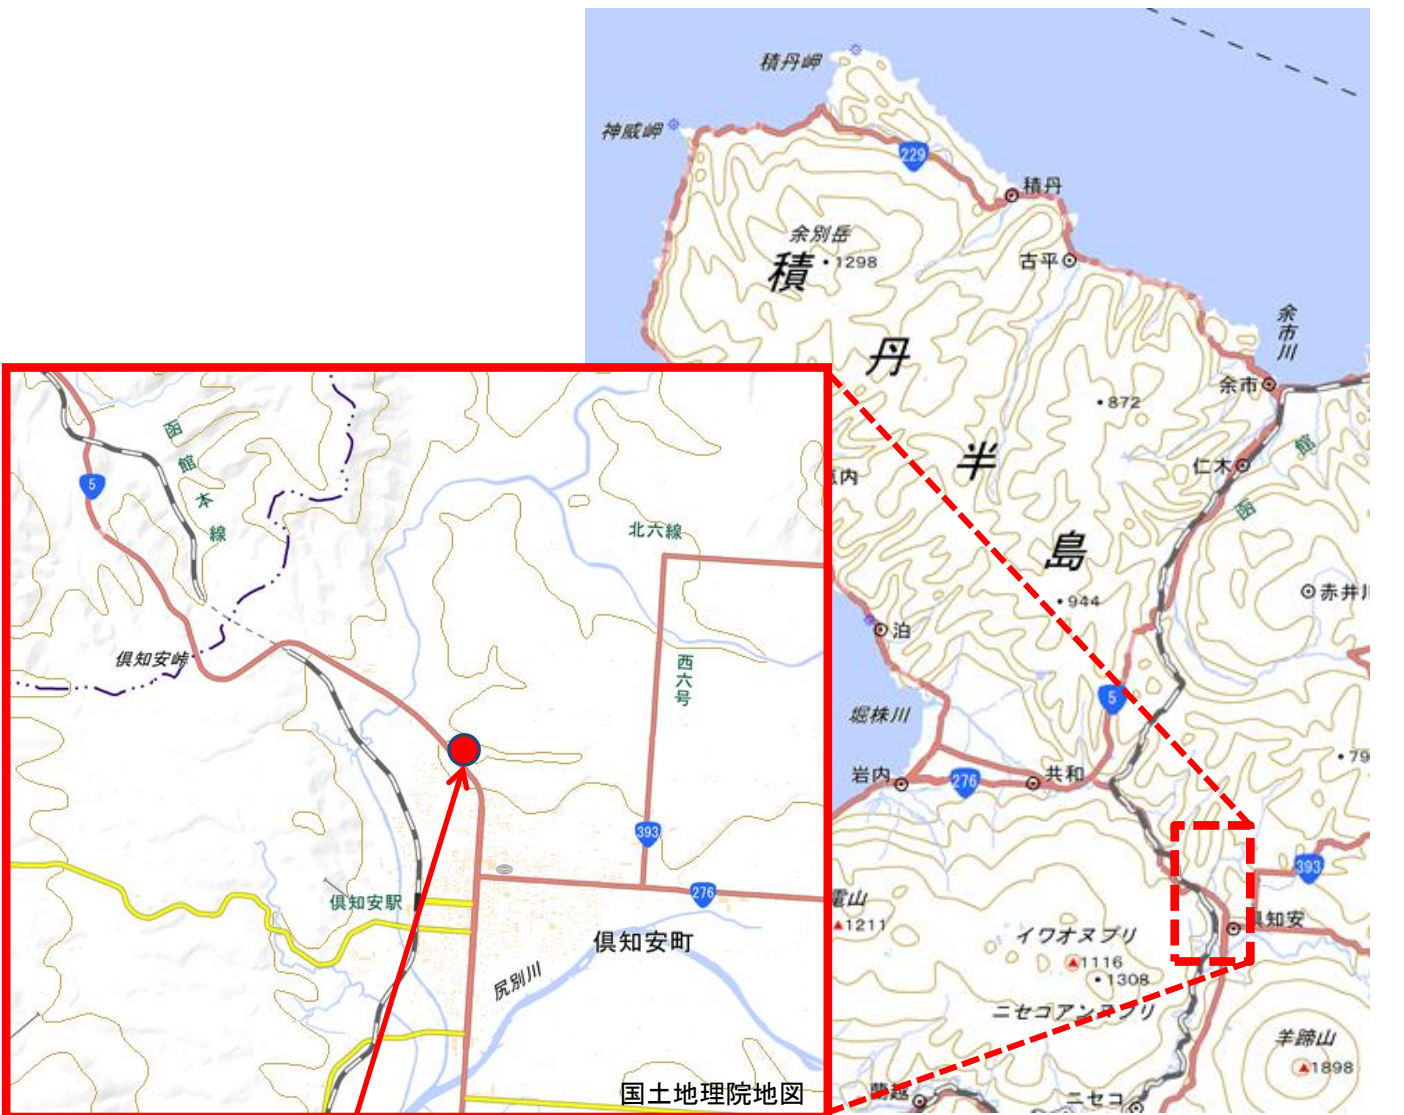 積丹岬
神威岬
229
積丹
余別岳
1298
古平
積丹半島
余市川
余市
872
仁木
函館
944
赤井川
泊
5
堀株川
岩内
276
共和
79
393
倶知安
1211
イワオヌプリ
1116
1308
ニセコアンヌプリ
羊蹄山
1898
ニセコ
函館本線
5
北六線
西六号
倶知安峠
393
276
倶知安駅
倶知安町
尻別川
国土地理院地図